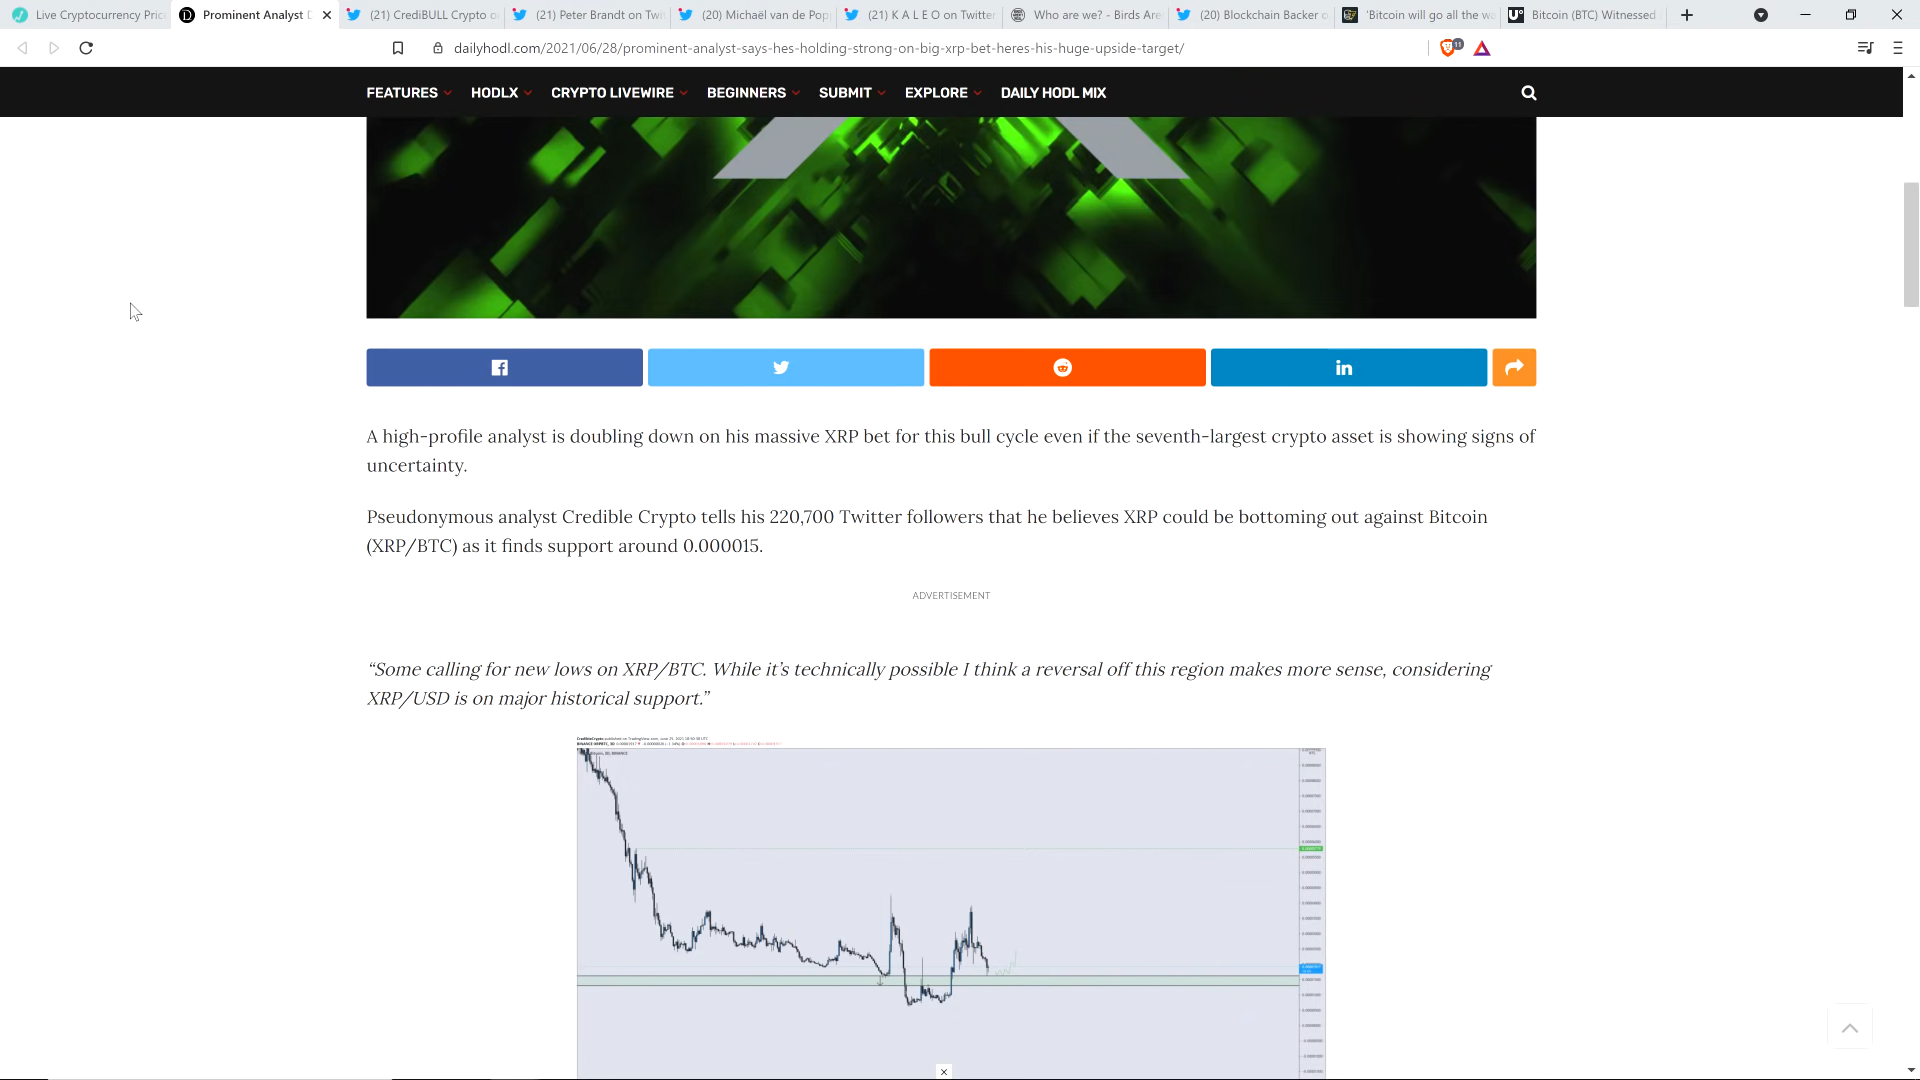 Live Cryptocurrency Pric
Prominent Analyst D
(21) CrediBULL Crypto o
(21) Peter Brandt on Twi
(20) Michaël van de Pop
(21) K A L E O on Twitter
Who are we? - Birds Are
(20) Blockchain Backer o
'Bitcoin will go all the wa
Bitcoin (BTC) Witnessed
dailyhodl.com/2021/06/28/prominent-analyst-says-hes-holding-strong-on-big-xrp-bet-heres-his-huge-upside-target/
11
FEATURES
HODLX
CRYPTO LIVEWIRE
BEGINNERS
SUBMIT
EXPLORE
DAILY HODL MIX
A high-profile analyst is doubling down on his massive XRP bet for this bull cycle even if the seventh-largest crypto asset is showing signs of
uncertainty.
Pseudonymous analyst Credible Crypto tells his 220,700 Twitter followers that he believes XRP could be bottoming out against Bitcoin
(XRP/BTC) as it finds support around 0.000015.
ADVERTISEMENT
“Some calling for new lows on XRP/BTC. While it’s technically possible I think a reversal off this region makes more sense, considering
XRP/USD is on major historical support.”